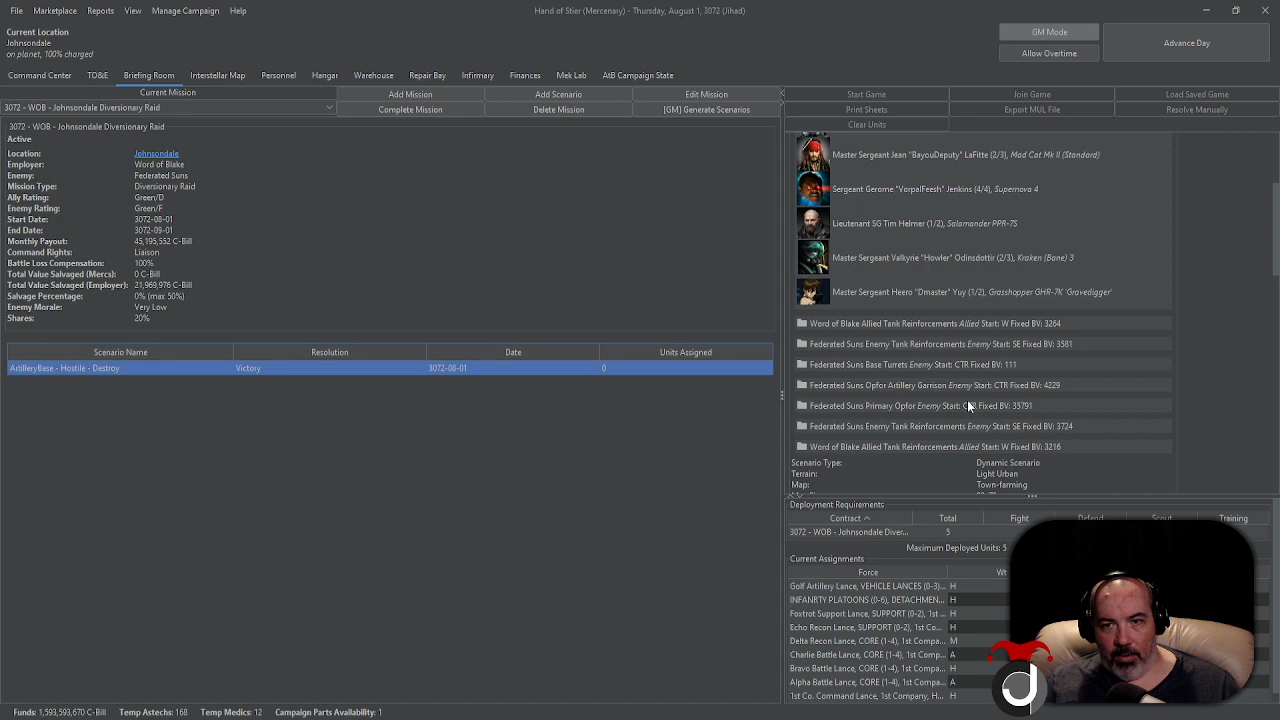 File Marketplace Reports View Manage Campaign Help
Hand of Stier (Mercenary) - Thursday, August 1, 3072 (Jihad)
Current Location
Johnsondale
on planet, 100% charged
GM Mode
Allow Overtime
Advance Day
Command Center TO&E Briefing Room Interstellar Map Personnel Hangar Warehouse Repair Bay Infirmary Finances Mek Lab AtB Campaign State
Current Mission
3072 - WOB - Johnsondale Diversionary Raid
Add Mission Add Scenario Edit Mission
Complete Mission Delete Mission [GM] Generate Scenarios
3072 - WOB - Johnsondale Diversionary Raid
Active
Location: Johnsondale
Employer: Word of Blake
Enemy: Federated Suns
Mission Type: Diversionary Raid
Ally Rating: Green/D
Enemy Rating: Green/F
Start Date: 3072-08-01
End Date: 3072-09-01
Monthly Payout: 45,195,552 C-Bill
Command Rights: Liaison
Battle Loss Compensation: 100%
Total Value Salvaged (Mercs): 0 C-Bill
Total Value Salvaged (Employer): 21,969,976 C-Bill
Salvage Percentage: 0% (max 50%)
Enemy Morale: Very Low
Shares: 20%
Scenario Name Resolution Date Units Assigned
ArtilleryBase - Hostile - Destroy Victory 3072-08-01 0
Start Game Join Game Load Saved Game
Print Sheets Export MUL File Resolve Manually
Clear Units
Master Sergeant Jean "BayouDeputy" LaFitte (2/3), Mad Cat Mk II (Standard)
Sergeant Gerome "VorpalFeesh" Jenkins (4/4), Supernova 4
Lieutenant SG Tim Helmer (1/2), Salamander PPR-7S
Master Sergeant Valkyrie "Howler" Odinsdottir (2/3), Kraken (Bane) 3
Master Sergeant Heero "Dmaster" Yuy (1/2), Grasshopper GHR-7K 'Gravedigger'
Word of Blake Allied Tank Reinforcements Allied Start: W Fixed BV: 3264
Federated Suns Enemy Tank Reinforcements Enemy Start: SE Fixed BV: 3581
Federated Suns Base Turrets Enemy Start: CTR Fixed BV: 111
Federated Suns Opfor Artillery Garrison Enemy Start: CTR Fixed BV: 4229
Federated Suns Primary Opfor Enemy Start: Fixed BV: 35791
Federated Suns Enemy Tank Reinforcements Enemy Start: SE Fixed BV: 3724
Word of Blake Allied Tank Reinforcements Allied Start: W Fixed BV: 3216
Scenario Type: Dynamic Scenario
Terrain: Light Urban
Map: Town-farming
Deployment Requirements
Contract Total Fight Defend Scout Training
3072 - WOB - Johnsondale Diver... 5
Maximum Deployed Units: 5
Current Assignments
Force
Golf Artillery Lance, VEHICLE LANCES (0-3)... H
INFANRTY PLATOONS (0-6), DETACHMEN... H
Foxtrot Support Lance, SUPPORT (0-2), 1st ... H
Echo Recon Lance, SUPPORT (0-2), 1st Co... H
Delta Recon Lance, CORE (1-4), 1st Compa... M
Charlie Battle Lance, CORE (1-4), 1st Comp... A
Bravo Battle Lance, CORE (1-4), 1st Compa... H
Alpha Battle Lance, CORE (1-4), 1st Compa... A
1st Co. Command Lance, 1st Company, H... H
Funds: 1,593,593,670 C-Bill Temp Astechs: 168 Temp Medics: 12 Campaign Parts Availability: 1